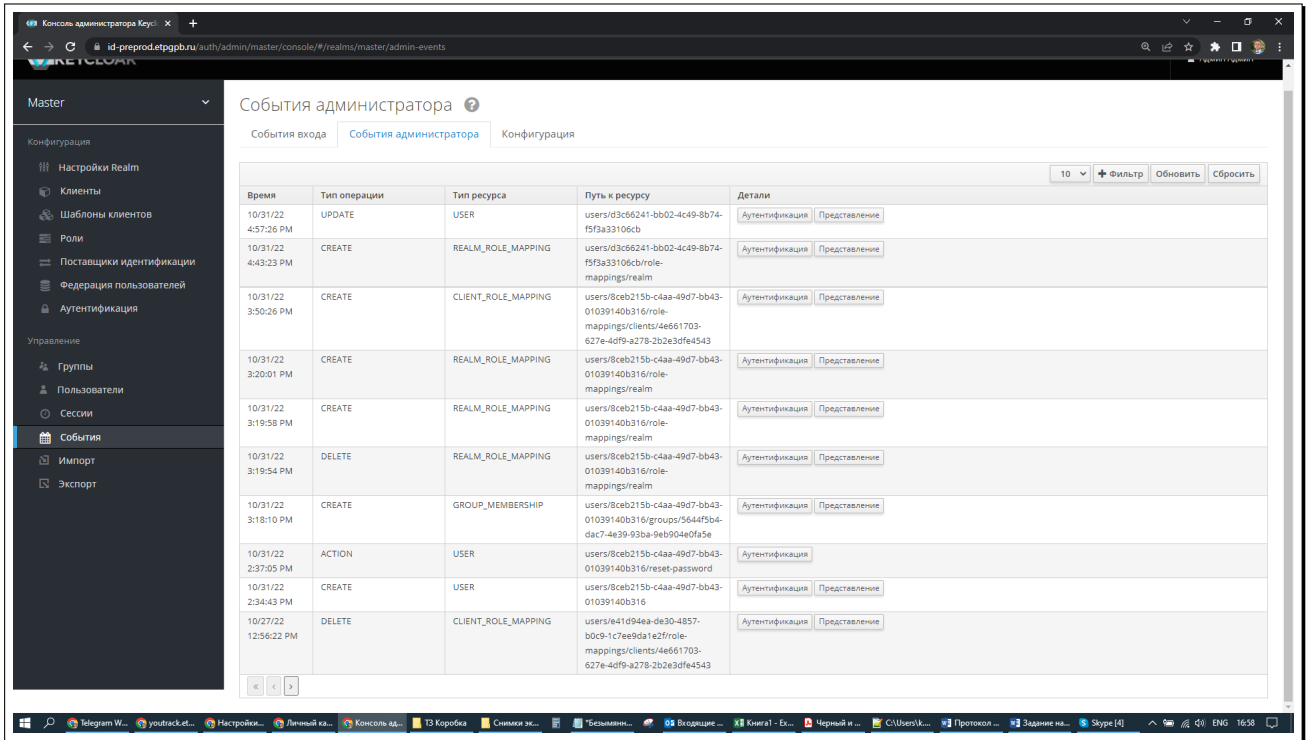 Консоль администратора Keycl
id-preprod.etpgpb.ru/auth/admin/master/console/#/realms/master/admin-events
KEYCLOAK
Админ Админ
Master
Конфигурация
Настройки Realm
Клиенты
Шаблоны клиентов
Роли
Поставщики идентификации
Федерация пользователей
Аутентификация
Управление
Группы
Пользователи
Сессии
События
Импорт
Экспорт
События администратора
События входа События администратора Конфигурация
10 Фильтр Обновить Сбросить
Время Тип операции Тип ресурса Путь к ресурсу Детали
10/31/22 UPDATE USER users/d3c66241-bb02-4c49-8b74- Аутентификация Представление
4:57:26 PM f5f3a33106cb
10/31/22 CREATE REALM_ROLE_MAPPING users/d3c66241-bb02-4c49-8b74- Аутентификация Представление
4:43:23 PM f5f3a33106cb/role-
mappings/realm
10/31/22 CREATE CLIENT_ROLE_MAPPING users/8ceb215b-c4aa-49d7-bb43- Аутентификация Представление
3:50:26 PM 01039140b316/role-
mappings/clients/4e661703-
627e-4df9-a278-2b2e3dfe4543
10/31/22 CREATE REALM_ROLE_MAPPING users/8ceb215b-c4aa-49d7-bb43- Аутентификация Представление
3:20:01 PM 01039140b316/role-
mappings/realm
10/31/22 CREATE REALM_ROLE_MAPPING users/8ceb215b-c4aa-49d7-bb43- Аутентификация Представление
3:19:58 PM 01039140b316/role-
mappings/realm
10/31/22 DELETE REALM_ROLE_MAPPING users/8ceb215b-c4aa-49d7-bb43- Аутентификация Представление
3:19:54 PM 01039140b316/role-
mappings/realm
10/31/22 CREATE GROUP_MEMBERSHIP users/8ceb215b-c4aa-49d7-bb43- Аутентификация Представление
3:18:10 PM 01039140b316/groups/5644f5b4-
dac7-4e39-93ba-9eb904e0fa5e
10/31/22 ACTION USER users/8ceb215b-c4aa-49d7-bb43- Аутентификация
2:37:05 PM 01039140b316/reset-password
10/31/22 CREATE USER users/8ceb215b-c4aa-49d7-bb43- Аутентификация Представление
2:34:43 PM 01039140b316
10/27/22 DELETE CLIENT_ROLE_MAPPING users/e41d94ea-de30-4857- Аутентификация Представление
12:56:22 PM b0c9-1c7ee9da1e2f/role-
mappings/clients/4e661703-
627e-4df9-a278-2b2e3dfe4543
« ‹ ›
Telegram W... youtrack.et... Настройки... Личный ка... Консоль ад... ТЗ Коробка Снимки эк... *Безымянн... Входящие ... Книга1 - Ex... Черный и ... C:\Users\k.... Протокол ... Задание на... Skype [4] ENG 16:58